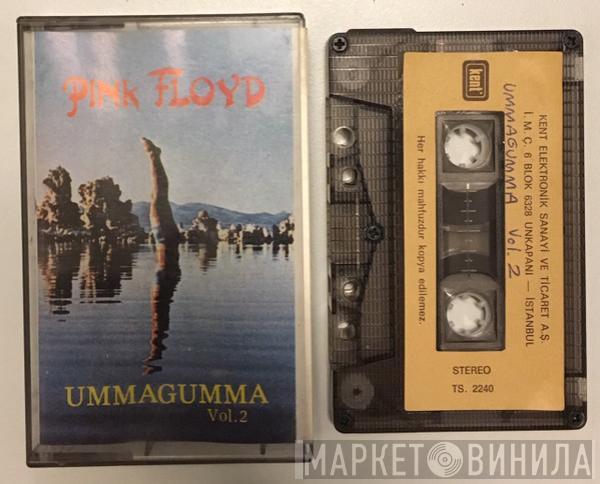 PINK FLOYD
UMMAGUMMA
Vol.2
kent
KENT ELEKTRONİK SANAYİ VE TİCARET A.Ş.
İ.M.Ç. 6 BLOK 6328 UNKAPANI — İSTANBUL
UMMAGUMMA Vol. 2
Her hakkı mahfuzdur kopya edilemez.
STEREO
TS. 2240
МАРКЕТ ВИНИЛА